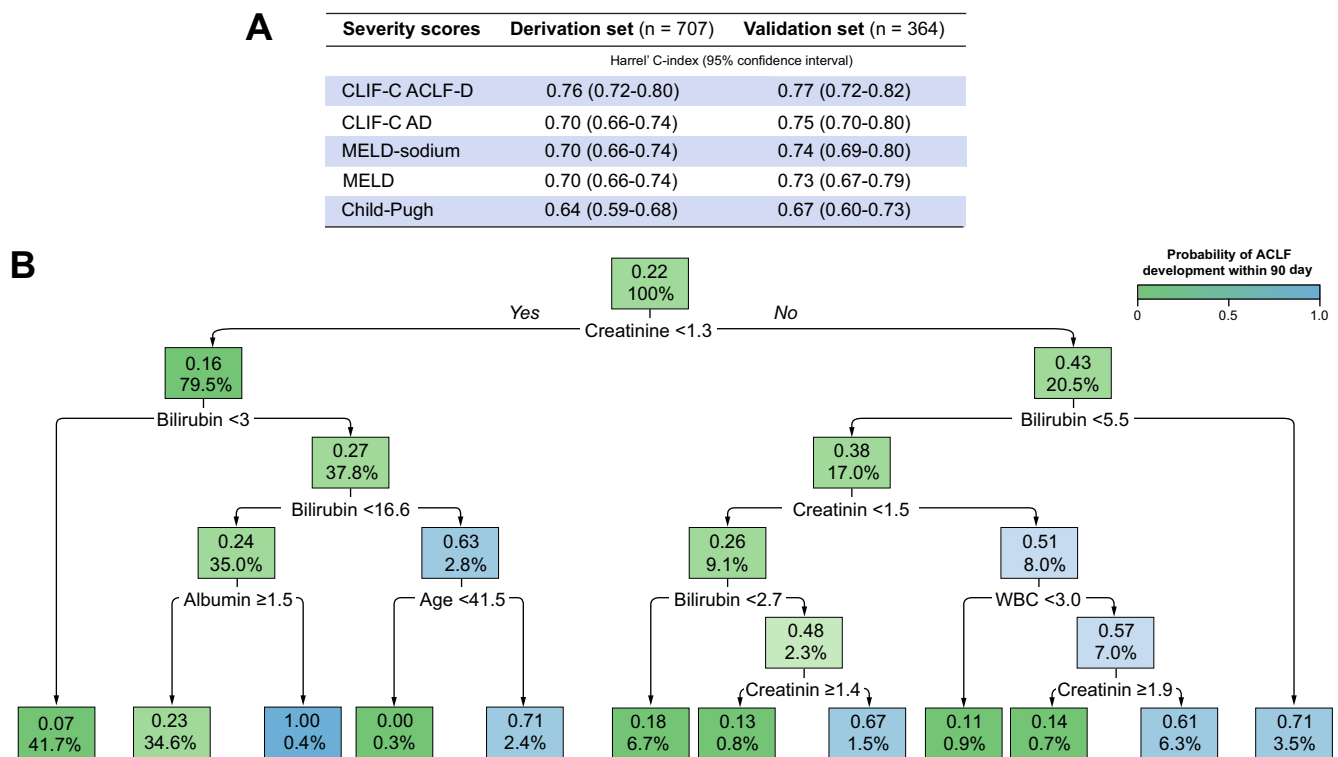 A
Severity scores Derivation set (n = 707) Validation set (n = 364)
Harrel' C-index (95% confidence interval)
CLIF-C ACLF-D 0.76 (0.72-0.80) 0.77 (0.72-0.82)
CLIF-C AD 0.70 (0.66-0.74) 0.75 (0.70-0.80)
MELD-sodium 0.70 (0.66-0.74) 0.74 (0.69-0.80)
MELD 0.70 (0.66-0.74) 0.73 (0.67-0.79)
Child-Pugh 0.64 (0.59-0.68) 0.67 (0.60-0.73)
B
Probability of ACLF
development within 90 day
0 0.5 1.0
0.22
100%
Yes No
Creatinine <1.3
0.16
79.5%
0.43
20.5%
Bilirubin <3
Bilirubin <5.5
0.27
37.8%
0.38
17.0%
Bilirubin <16.6
Creatinin <1.5
0.24
35.0%
0.63
2.8%
0.26
9.1%
0.51
8.0%
Albumin ≥1.5
Age <41.5
Bilirubin <2.7
WBC <3.0
0.48
2.3%
0.57
7.0%
Creatinin ≥1.4
Creatinin ≥1.9
0.07
41.7%
0.23
34.6%
1.00
0.4%
0.00
0.3%
0.71
2.4%
0.18
6.7%
0.13
0.8%
0.67
1.5%
0.11
0.9%
0.14
0.7%
0.61
6.3%
0.71
3.5%